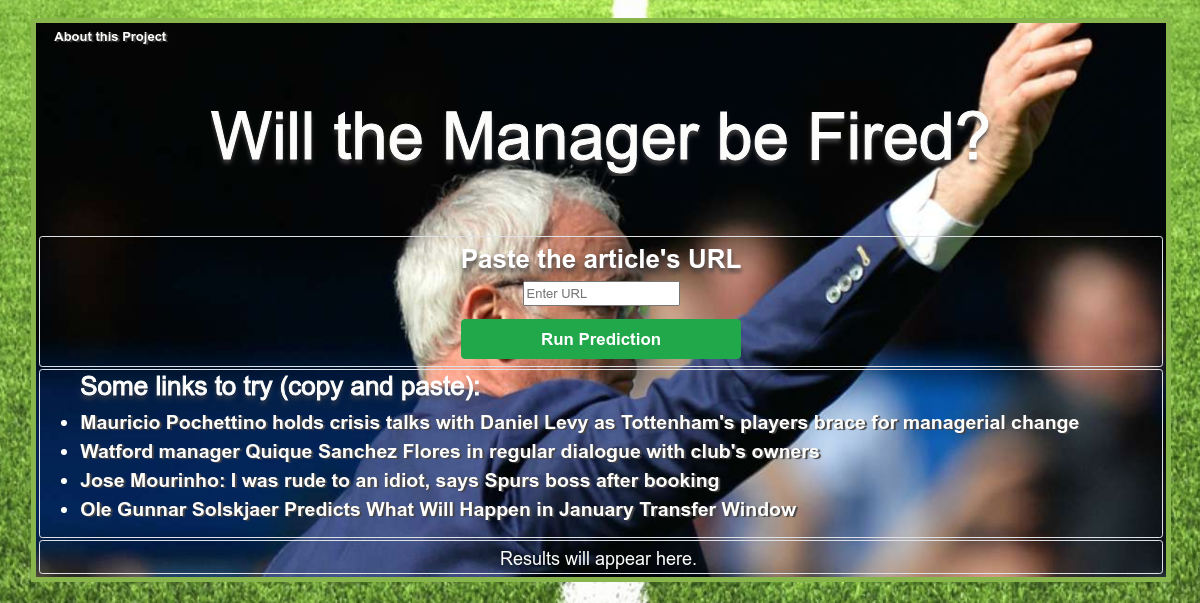 About this Project
Will the Manager be Fired?
Paste the article's URL
Enter URL
Run Prediction
Some links to try (copy and paste):
Mauricio Pochettino holds crisis talks with Daniel Levy as Tottenham's players brace for managerial change
Watford manager Quique Sanchez Flores in regular dialogue with club's owners
Jose Mourinho: I was rude to an idiot, says Spurs boss after booking
Ole Gunnar Solskjaer Predicts What Will Happen in January Transfer Window
Results will appear here.